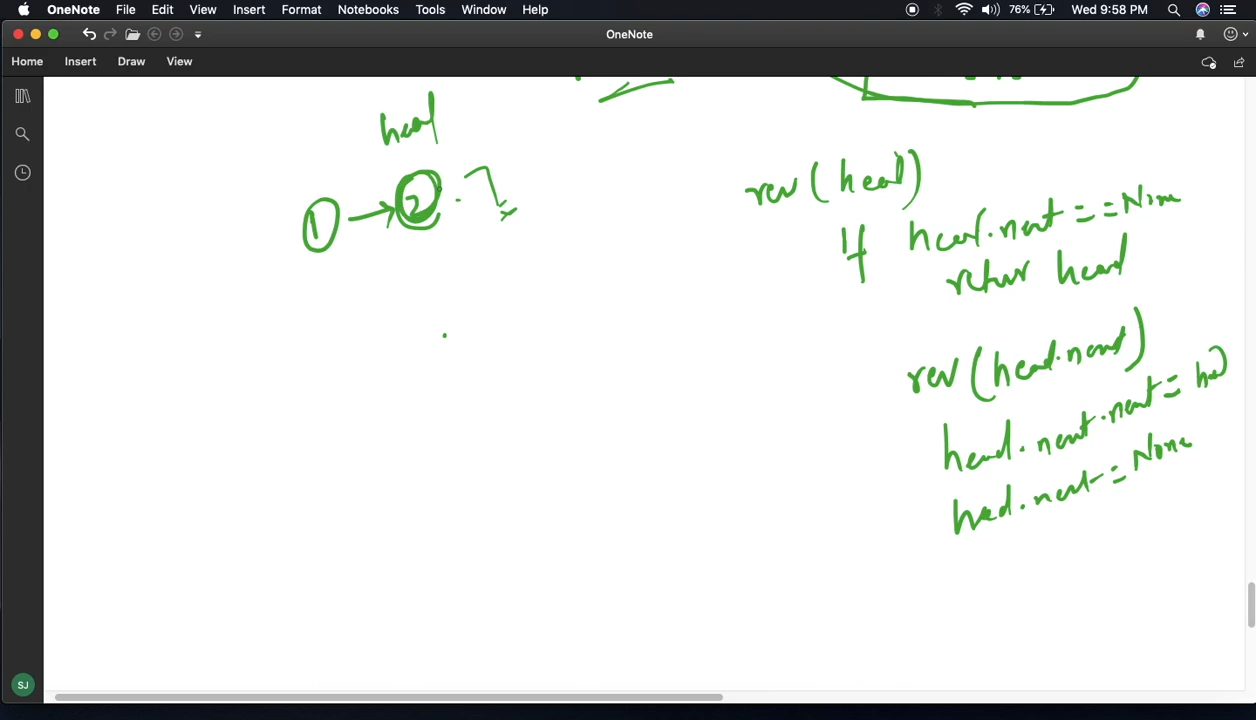 OneNote File Edit View Insert Format Notebooks Tools Window Help 76% Wed 9:58 PM
OneNote
Home Insert Draw View
head
1 2
rev (head)
If head.next ==None
retur head
rev (head.next)
head.next.next = head
head.next = None
SJ